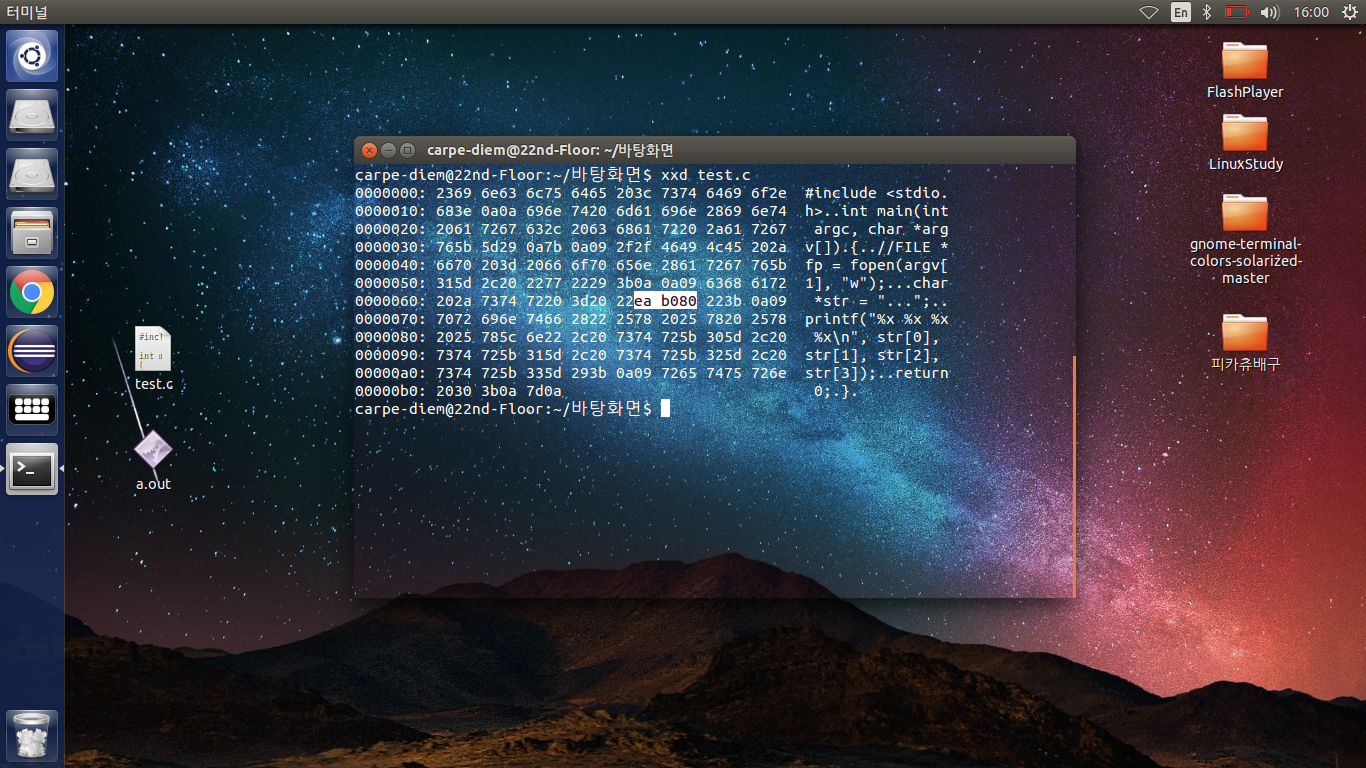 터미널
En
16:00
FlashPlayer
LinuxStudy
gnome-terminal-
colors-solarized-
master
피카츄배구
#incl
int
{
test.c
a.out
carpe-diem@22nd-Floor: ~/바탕화면
carpe-diem@22nd-Floor:~/바탕화면$ xxd test.c
0000000: 2369 6e63 6c75 6465 203c 7374 6469 6f2e  #include <stdio.
0000010: 683e 0a0a 696e 7420 6d61 696e 2869 6e74  h>..int main(int
0000020: 2061 7267 632c 2063 6861 7220 2a61 7267   argc, char *arg
0000030: 765b 5d29 0a7b 0a09 2f2f 4649 4c45 202a  v[]).{..//FILE *
0000040: 6670 203d 2066 6f70 656e 2861 7267 765b  fp = fopen(argv[
0000050: 315d 2c20 2277 2229 3b0a 0a09 6368 6172  1], "w");...char
0000060: 202a 7374 7220 3d20 22ea b080 223b 0a09   *str = "...";..
0000070: 7072 696e 7466 2822 2578 2025 7820 2578  printf("%x %x %x
0000080: 2025 785c 6e22 2c20 7374 725b 305d 2c20   %x\n", str[0], 
0000090: 7374 725b 315d 2c20 7374 725b 325d 2c20  str[1], str[2], 
00000a0: 7374 725b 335d 293b 0a09 7265 7475 726e  str[3]);..return
00000b0: 2030 3b0a 7d0a                            0;.}.
carpe-diem@22nd-Floor:~/바탕화면$